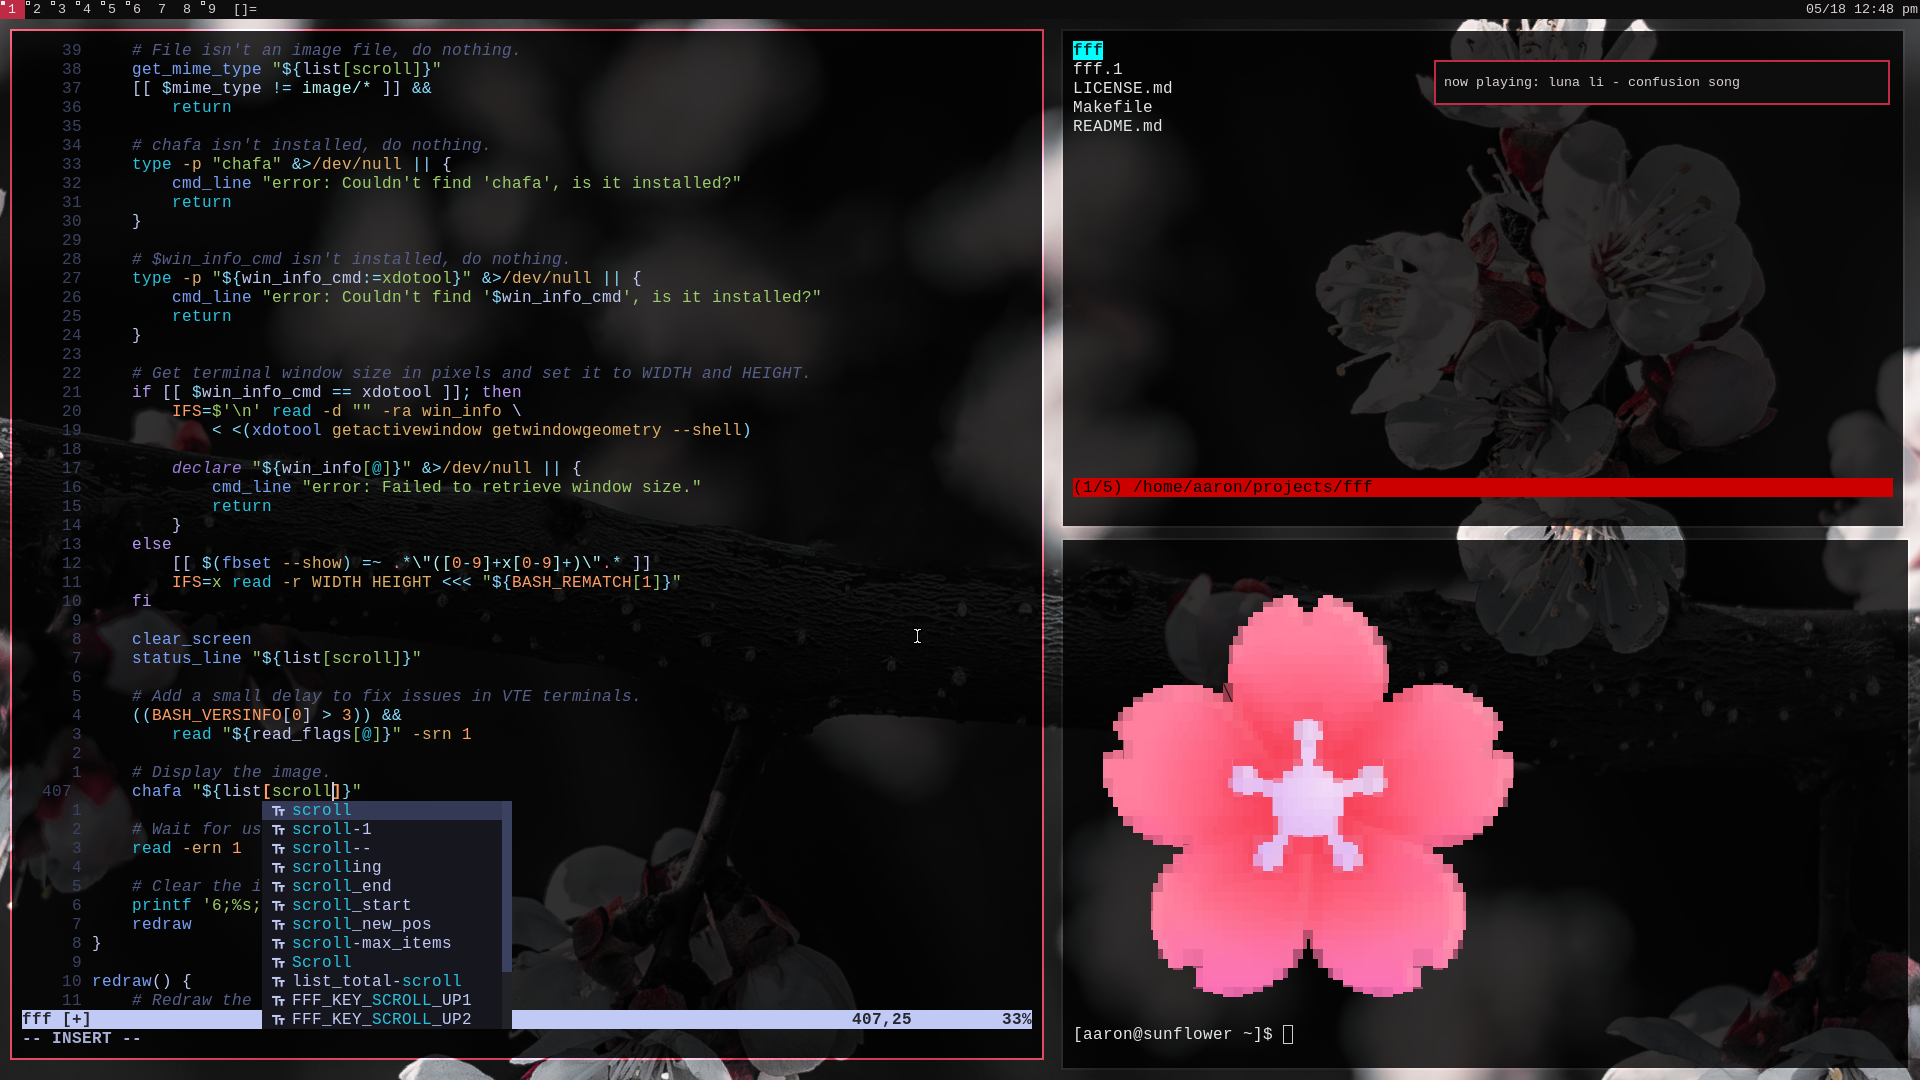 1 2 3 4 5 6 7 8 9 []= 05/18 12:48 pm
39 # File isn't an image file, do nothing.
38 get_mime_type "${list[scroll]}"
37 [[ $mime_type != image/* ]] &&
36 return
35
34 # chafa isn't installed, do nothing.
33 type -p "chafa" &>/dev/null || {
32 cmd_line "error: Couldn't find 'chafa', is it installed?"
31 return
30 }
29
28 # $win_info_cmd isn't installed, do nothing.
27 type -p "${win_info_cmd:=xdotool}" &>/dev/null || {
26 cmd_line "error: Couldn't find '$win_info_cmd', is it installed?"
25 return
24 }
23
22 # Get terminal window size in pixels and set it to WIDTH and HEIGHT.
21 if [[ $win_info_cmd == xdotool ]]; then
20 IFS=$'\n' read -d "" -ra win_info \
19 < <(xdotool getactivewindow getwindowgeometry --shell)
18
17 declare "${win_info[@]}" &>/dev/null || {
16 cmd_line "error: Failed to retrieve window size."
15 return
14 }
13 else
12 [[ $(fbset --show) =~ .*\"([0-9]+x[0-9]+)\".* ]]
11 IFS=x read -r WIDTH HEIGHT <<< "${BASH_REMATCH[1]}"
10 fi
9
8 clear_screen
7 status_line "${list[scroll]}"
6
5 # Add a small delay to fix issues in VTE terminals.
4 ((BASH_VERSINFO[0] > 3)) &&
3 read "${read_flags[@]}" -srn 1
2
1 # Display the image.
407 chafa "${list[scroll]}"
1 scroll
2 # Wait for us scroll-1
3 read -ern 1 scroll--
4 scrolling
5 # Clear the i scroll_end
6 printf '6;%s; scroll_start
7 redraw scroll_new_pos
8 } scroll-max_items
9 Scroll
10 redraw() { list_total-scroll
11 # Redraw the FFF_KEY_SCROLL_UP1
fff [+] FFF_KEY_SCROLL_UP2 407,25 33%
-- INSERT --
fff
fff.1
LICENSE.md
Makefile
README.md
now playing: luna li - confusion song
(1/5) /home/aaron/projects/fff
[aaron@sunflower ~]$